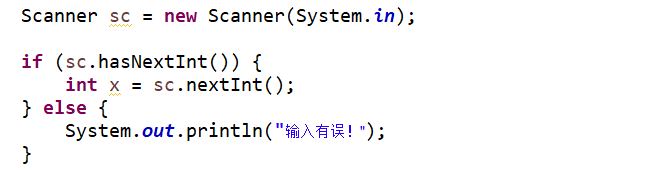 Scanner sc = new Scanner(System.in);
if (sc.hasNextInt()) {
    int x = sc.nextInt();
} else {
    System.out.println("输入有误!");
}